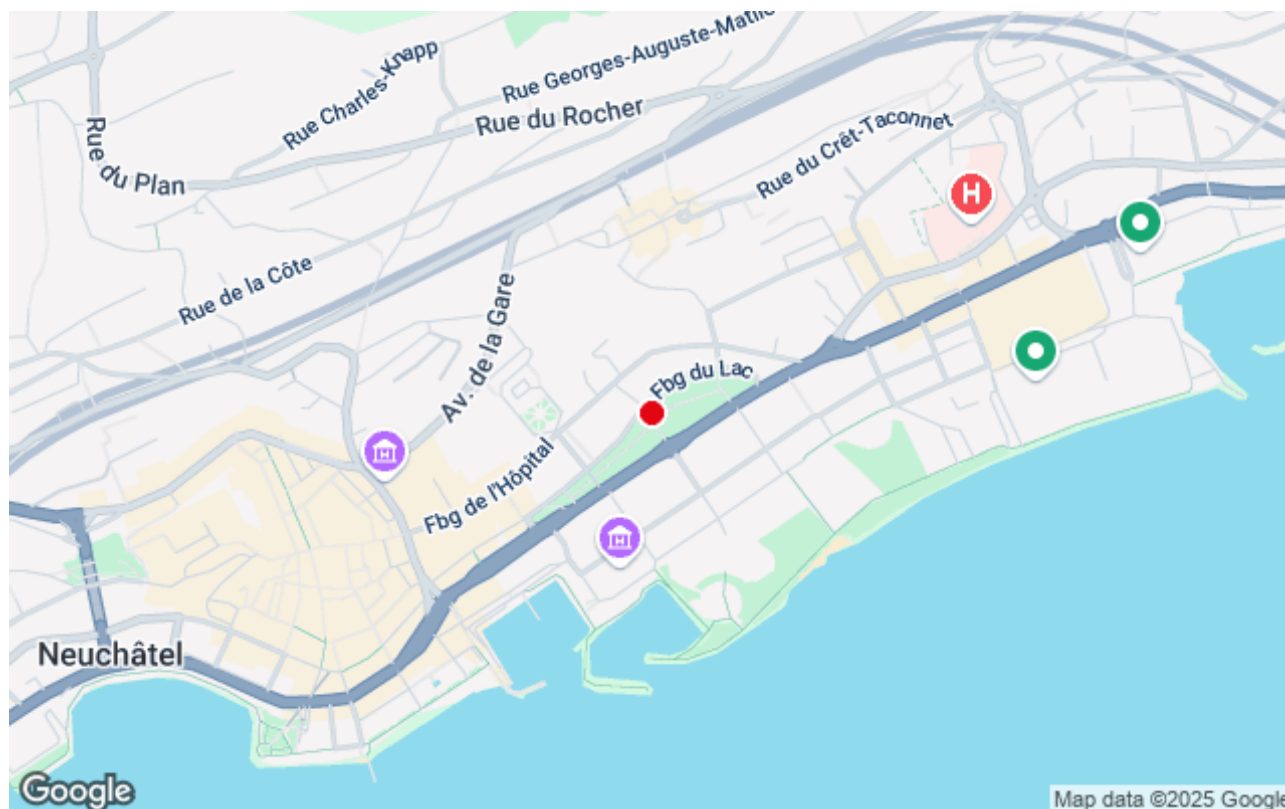 Rue Georges-Auguste-Matile
Rue Charles-Knapp
Rue du Rocher
Rue du Plan
Rue du Crêt-Taconnet
H
Rue de la Côte
Av. de la Gare
Fbg du Lac
Fbg de l'Hôpital
Neuchâtel
Google
Map data ©2025 Google